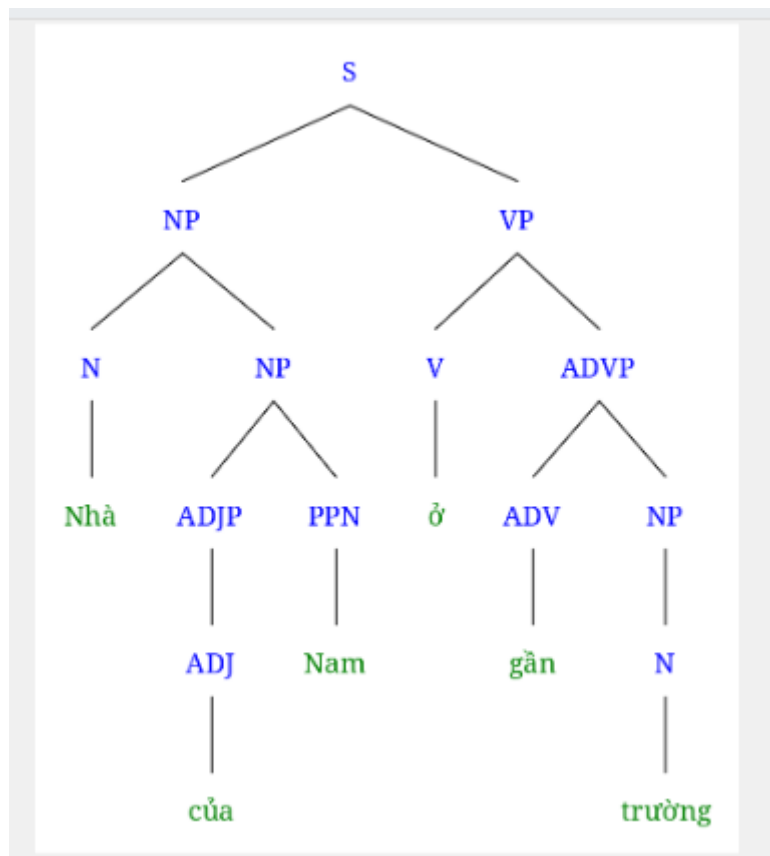 S
NP VP
N NP V ADVP
Nhà ADJP PPN ở ADV NP
ADJ Nam gần N
của trường